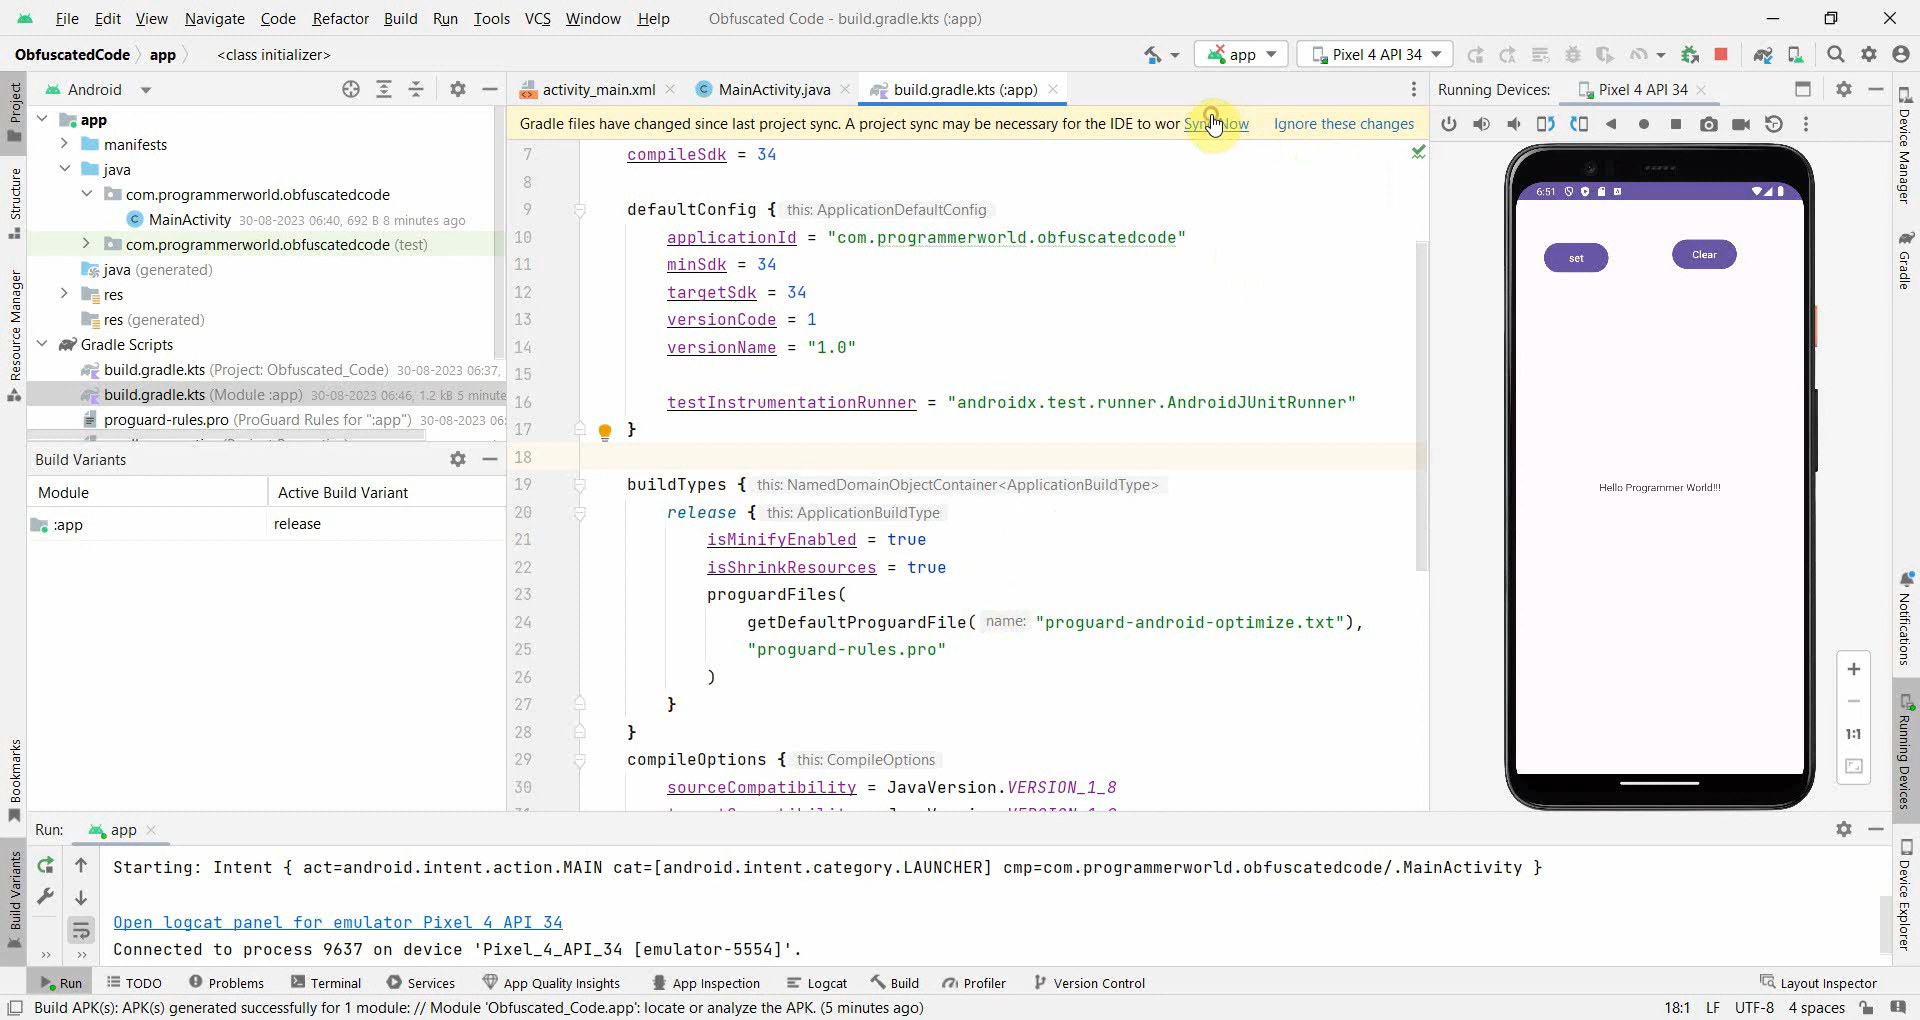 File Edit View Navigate Code Refactor Build Run Tools VCS Window Help Obfuscated Code - build.gradle.kts (:app)
ObfuscatedCode app <class initializer> app Pixel 4 API 34
Project
Android
activity_main.xml MainActivity.java build.gradle.kts (:app)
Running Devices: Pixel 4 API 34
Gradle files have changed since last project sync. A project sync may be necessary for the IDE to wor Sync Now Ignore these changes
app
manifests
java
com.programmerworld.obfuscatedcode
MainActivity 30-08-2023 06:40, 692 B 8 minutes ago
com.programmerworld.obfuscatedcode (test)
java (generated)
res
res (generated)
Gradle Scripts
build.gradle.kts (Project: Obfuscated_Code) 30-08-2023 06:37,
build.gradle.kts (Module :app) 30-08-2023 06:46, 1.2 kB 5 minute
proguard-rules.pro (ProGuard Rules for ":app") 30-08-2023 06:
Structure
Resource Manager
Bookmarks
Build Variants
Build Variants
Module Active Build Variant
:app release
7 compileSdk = 34
8
9 defaultConfig { this: ApplicationDefaultConfig
10 applicationId = "com.programmerworld.obfuscatedcode"
11 minSdk = 34
12 targetSdk = 34
13 versionCode = 1
14 versionName = "1.0"
15
16 testInstrumentationRunner = "androidx.test.runner.AndroidJUnitRunner"
17 }
18
19 buildTypes { this: NamedDomainObjectContainer<ApplicationBuildType>
20 release { this: ApplicationBuildType
21 isMinifyEnabled = true
22 isShrinkResources = true
23 proguardFiles(
24 getDefaultProguardFile( name: "proguard-android-optimize.txt"),
25 "proguard-rules.pro"
26 )
27 }
28 }
29 compileOptions { this: CompileOptions
30 sourceCompatibility = JavaVersion.VERSION_1_8
6:51
set Clear
Hello Programmer World!!!
1:1
Device Manager
Gradle
Notifications
Running Devices
Device Explorer
Run: app
Starting: Intent { act=android.intent.action.MAIN cat=[android.intent.category.LAUNCHER] cmp=com.programmerworld.obfuscatedcode/.MainActivity }
Open logcat panel for emulator Pixel 4 API 34
Connected to process 9637 on device 'Pixel_4_API_34 [emulator-5554]'.
Run TODO Problems Terminal Services App Quality Insights App Inspection Logcat Build Profiler Version Control Layout Inspector
Build APK(s): APK(s) generated successfully for 1 module: // Module 'Obfuscated_Code.app': locate or analyze the APK. (5 minutes ago) 18:1 LF UTF-8 4 spaces